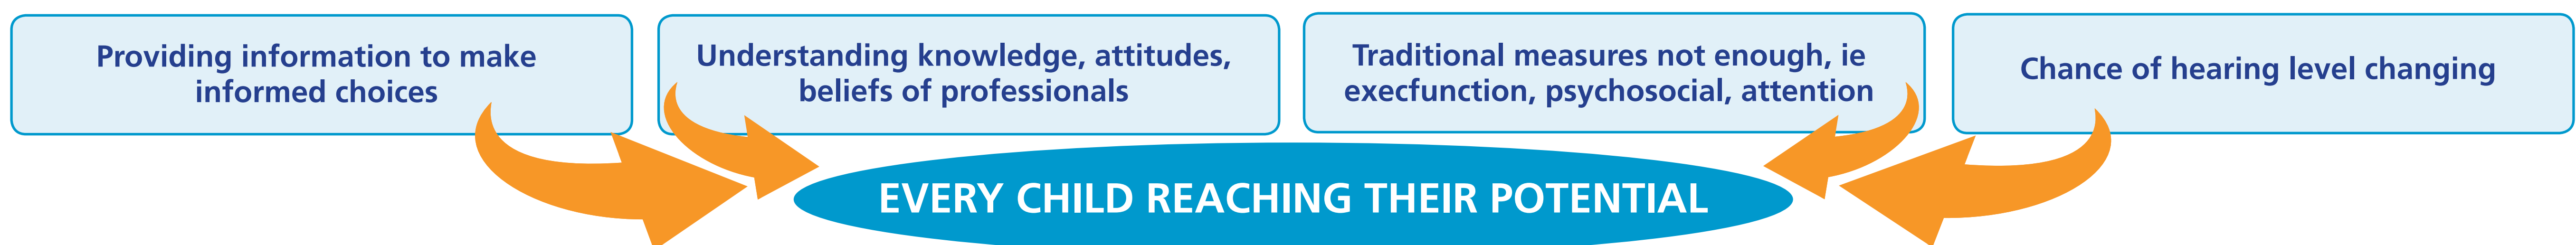 Providing information to make
informed choices
Understanding knowledge, attitudes,
beliefs of professionals
Traditional measures not enough, ie
execfunction, psychosocial, attention
Chance of hearing level changing
EVERY CHILD REACHING THEIR POTENTIAL